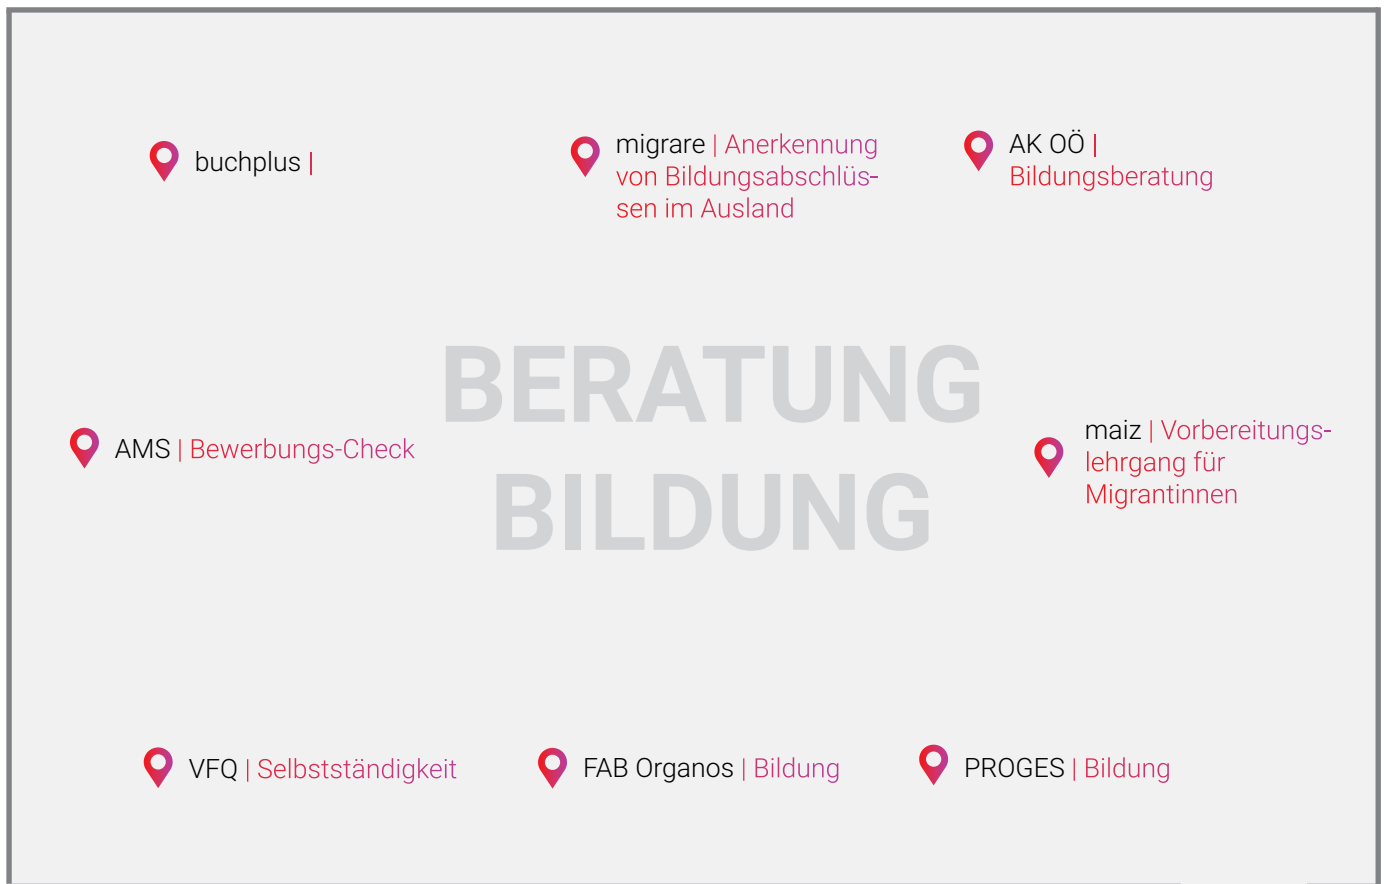 buchplus |
migrare | Anerkennung
von Bildungsabschlüs-
sen im Ausland
AK OÖ |
Bildungsberatung
BERATUNG
BILDUNG
AMS | Bewerbungs-Check
maiz | Vorbereitungs-
lehrgang für
Migrantinnen
VFQ | Selbstständigkeit
FAB Organos | Bildung
PROGES | Bildung